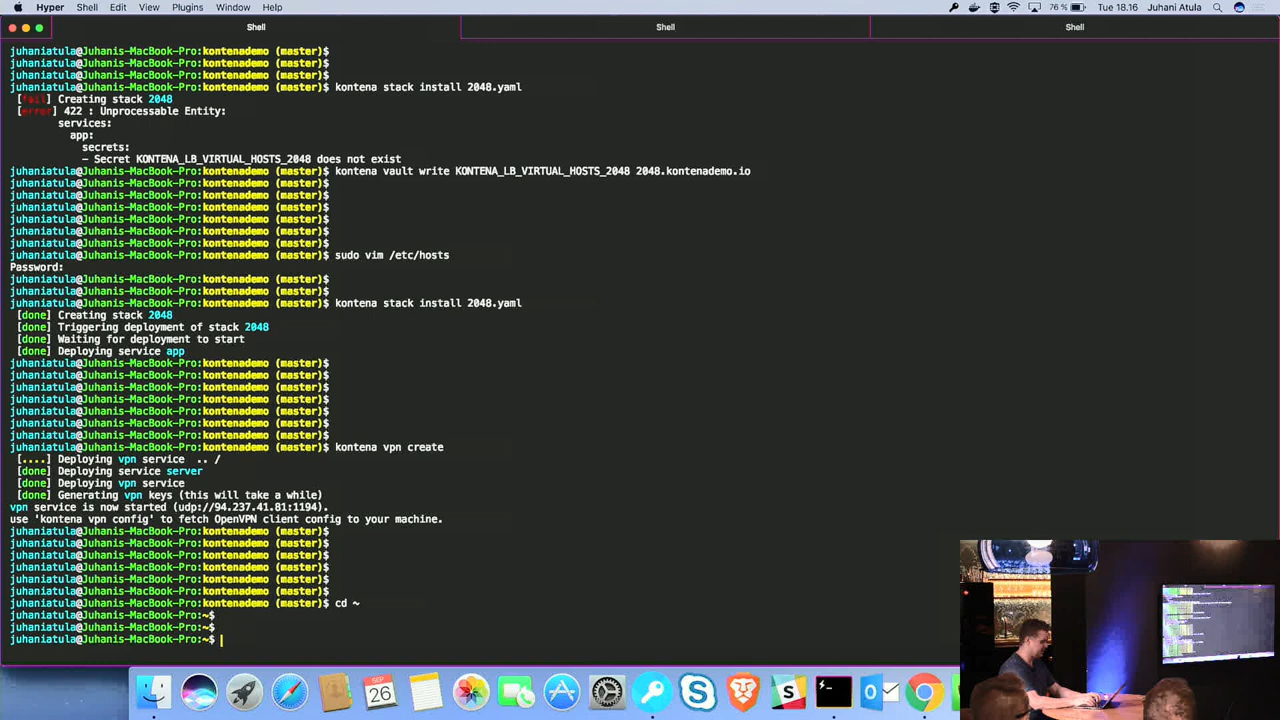 Hyper Shell Edit View Plugins Window Help 76 % Tue 18.16 Juhani Atula
Shell Shell Shell
juhaniatula@Juhanis-MacBook-Pro:kontenademo (master)$
juhaniatula@Juhanis-MacBook-Pro:kontenademo (master)$
juhaniatula@Juhanis-MacBook-Pro:kontenademo (master)$
juhaniatula@Juhanis-MacBook-Pro:kontenademo (master)$ kontena stack install 2048.yaml
[fail] Creating stack 2048
[error] 422 : Unprocessable Entity:
services:
app:
secrets:
- Secret KONTENA_LB_VIRTUAL_HOSTS_2048 does not exist
juhaniatula@Juhanis-MacBook-Pro:kontenademo (master)$ kontena vault write KONTENA_LB_VIRTUAL_HOSTS_2048 2048.kontenademo.io
juhaniatula@Juhanis-MacBook-Pro:kontenademo (master)$
juhaniatula@Juhanis-MacBook-Pro:kontenademo (master)$
juhaniatula@Juhanis-MacBook-Pro:kontenademo (master)$
juhaniatula@Juhanis-MacBook-Pro:kontenademo (master)$
juhaniatula@Juhanis-MacBook-Pro:kontenademo (master)$
juhaniatula@Juhanis-MacBook-Pro:kontenademo (master)$
juhaniatula@Juhanis-MacBook-Pro:kontenademo (master)$ sudo vim /etc/hosts
Password:
juhaniatula@Juhanis-MacBook-Pro:kontenademo (master)$
juhaniatula@Juhanis-MacBook-Pro:kontenademo (master)$
juhaniatula@Juhanis-MacBook-Pro:kontenademo (master)$ kontena stack install 2048.yaml
[done] Creating stack 2048
[done] Triggering deployment of stack 2048
[done] Waiting for deployment to start
[done] Deploying service app
juhaniatula@Juhanis-MacBook-Pro:kontenademo (master)$
juhaniatula@Juhanis-MacBook-Pro:kontenademo (master)$
juhaniatula@Juhanis-MacBook-Pro:kontenademo (master)$
juhaniatula@Juhanis-MacBook-Pro:kontenademo (master)$
juhaniatula@Juhanis-MacBook-Pro:kontenademo (master)$
juhaniatula@Juhanis-MacBook-Pro:kontenademo (master)$
juhaniatula@Juhanis-MacBook-Pro:kontenademo (master)$
juhaniatula@Juhanis-MacBook-Pro:kontenademo (master)$ kontena vpn create
[....] Deploying vpn service .. /
[done] Deploying service server
[done] Deploying vpn service
[done] Generating vpn keys (this will take a while)
vpn service is now started (udp://94.237.41.81:1194).
use 'kontena vpn config' to fetch OpenVPN client config to your machine.
juhaniatula@Juhanis-MacBook-Pro:kontenademo (master)$
juhaniatula@Juhanis-MacBook-Pro:kontenademo (master)$
juhaniatula@Juhanis-MacBook-Pro:kontenademo (master)$
juhaniatula@Juhanis-MacBook-Pro:kontenademo (master)$
juhaniatula@Juhanis-MacBook-Pro:kontenademo (master)$
juhaniatula@Juhanis-MacBook-Pro:kontenademo (master)$
juhaniatula@Juhanis-MacBook-Pro:kontenademo (master)$ cd ~
juhaniatula@Juhanis-MacBook-Pro:~$
juhaniatula@Juhanis-MacBook-Pro:~$
juhaniatula@Juhanis-MacBook-Pro:~$
SEP
26